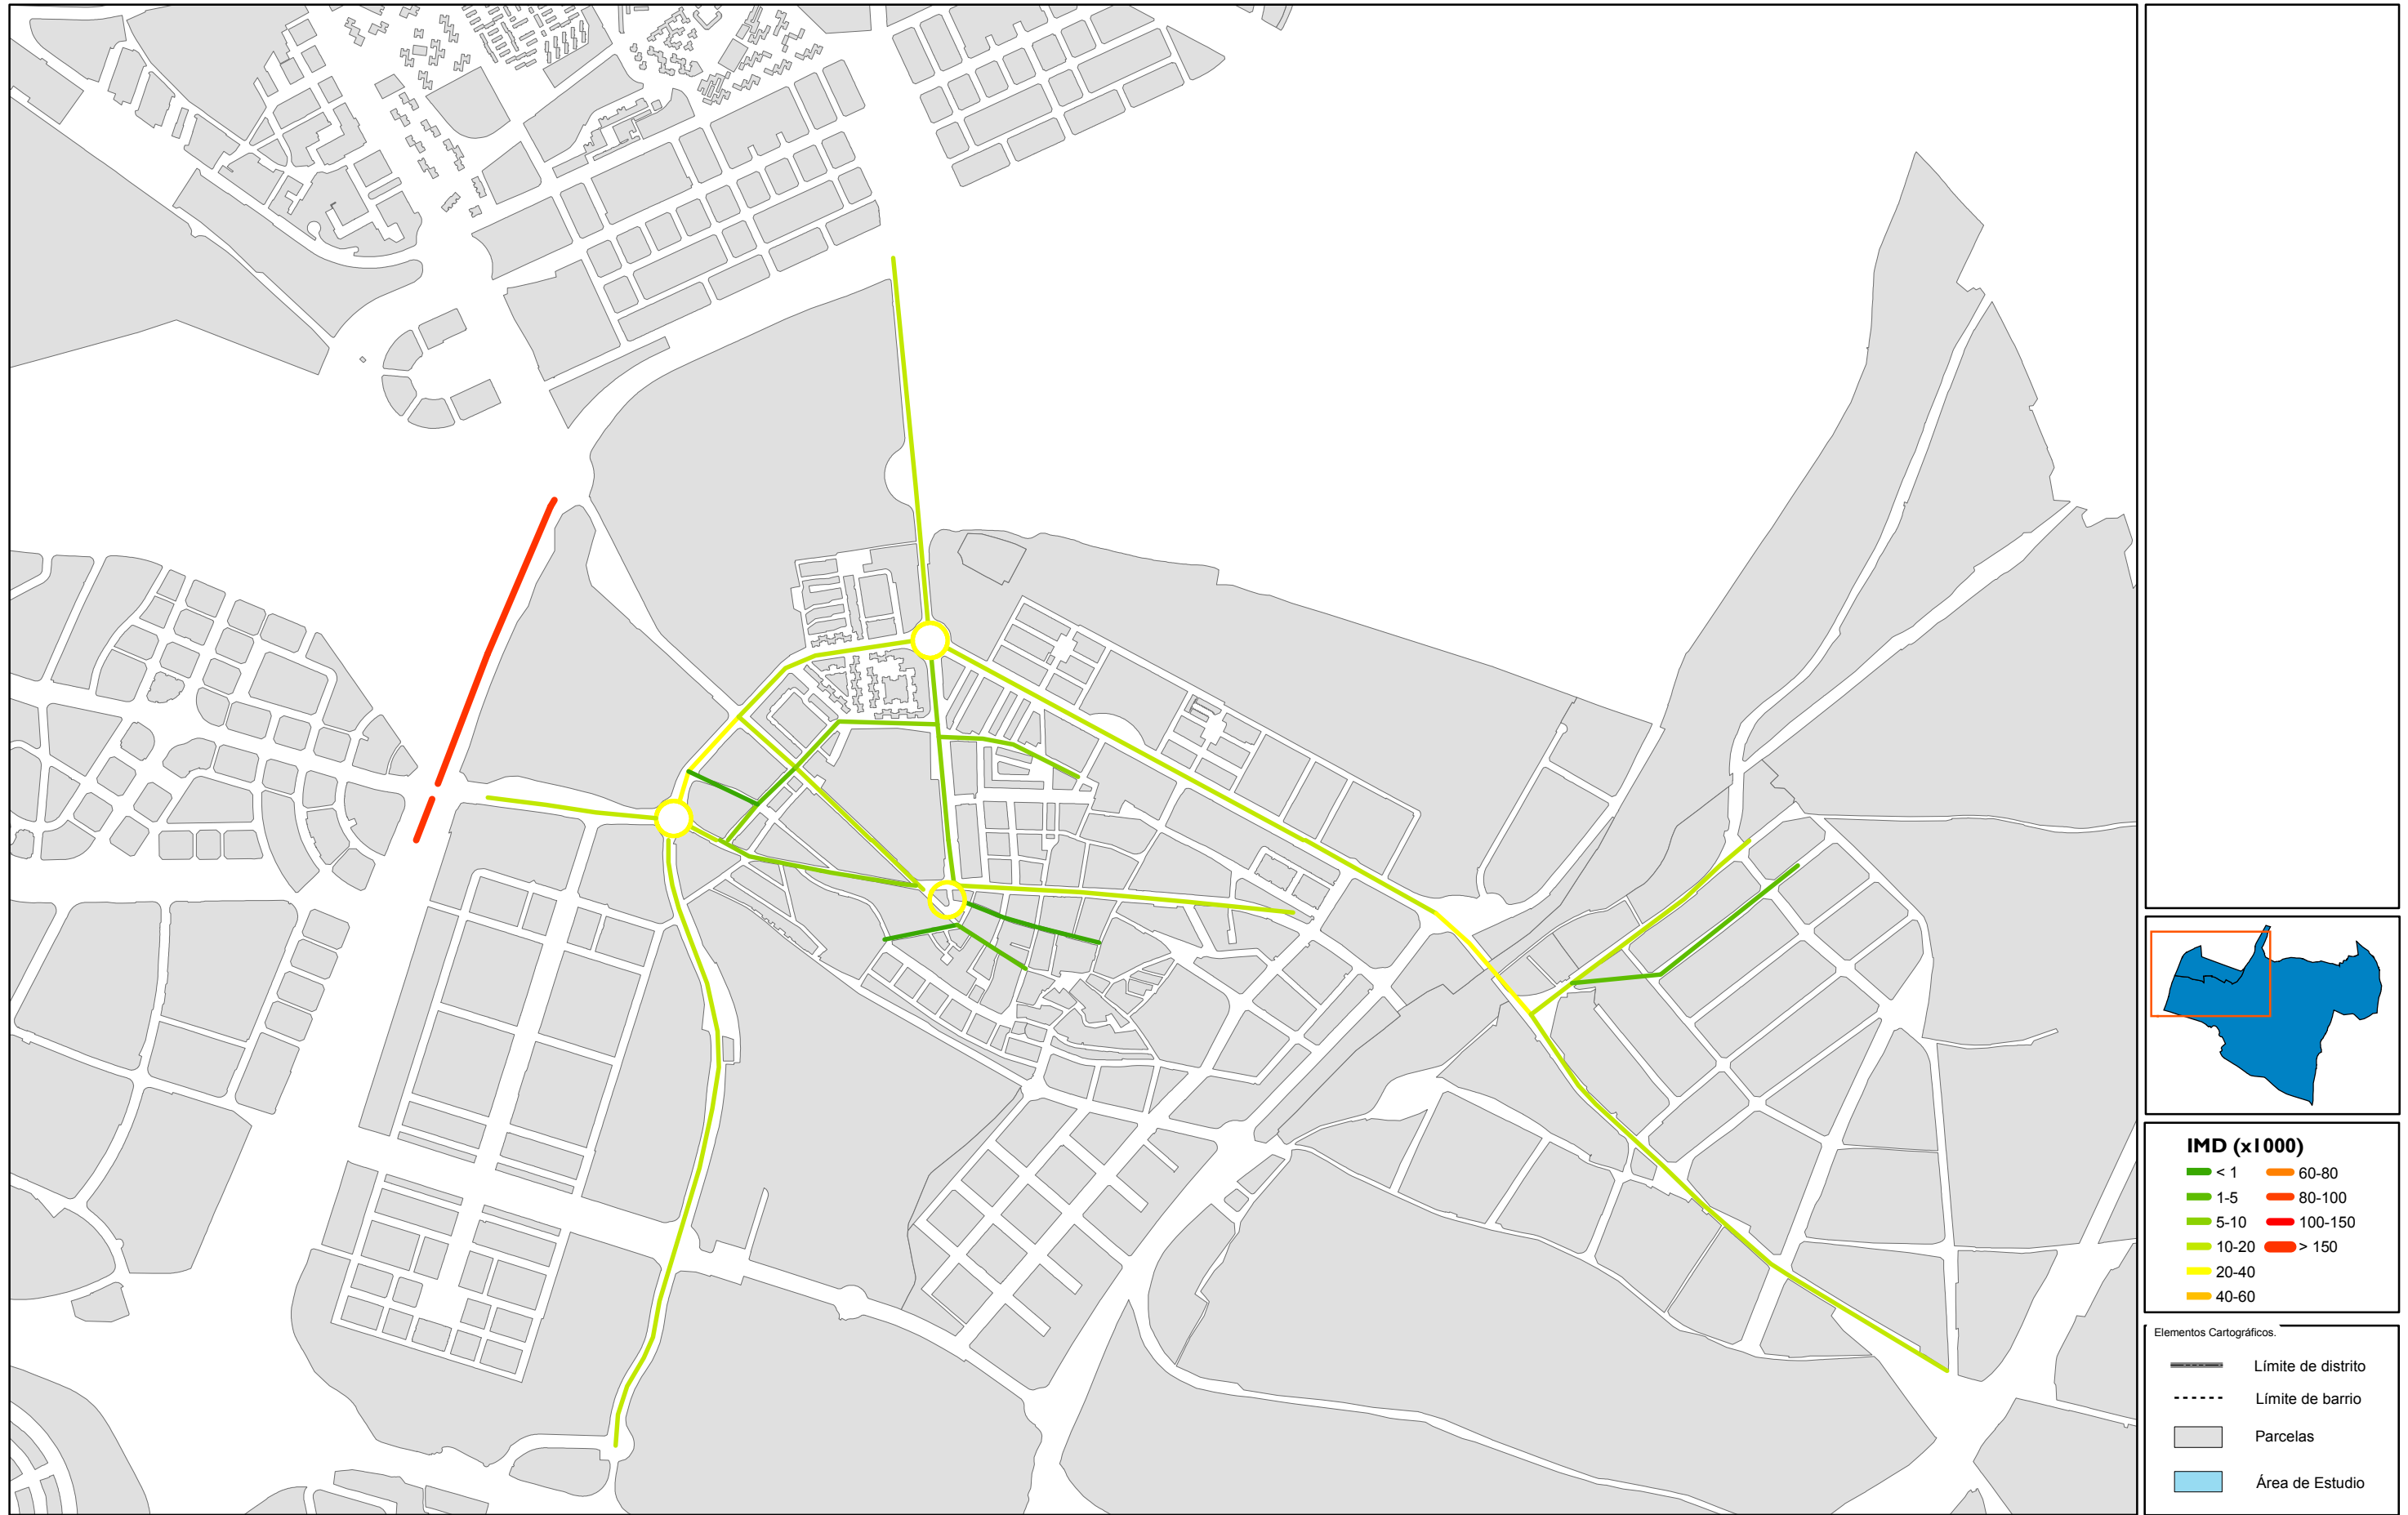 IMD (x1000)
< 1 60-80
1-5 80-100
5-10 100-150
10-20 > 150
20-40
40-60
Elementos Cartográficos.
Límite de distrito
Límite de barrio
Parcelas
Área de Estudio